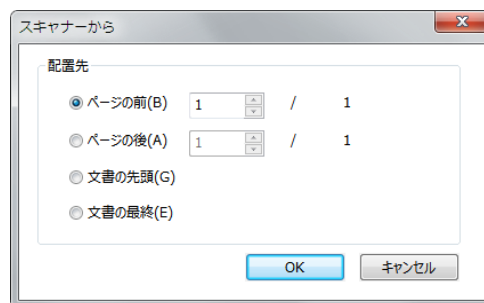 スキャナーから
配置先
ページの前(B) 1 / 1
ページの後(A) 1 / 1
文書の先頭(G)
文書の最終(E)
OK キャンセル